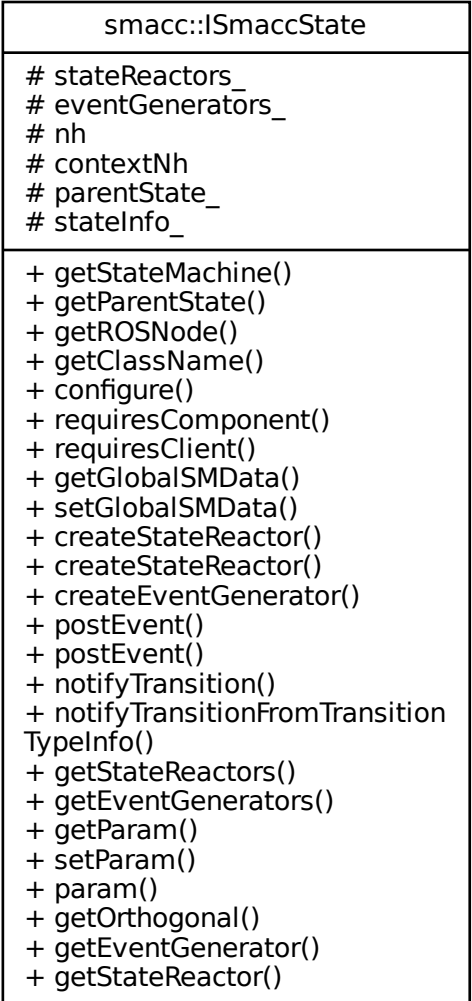 smacc::ISmaccState
# stateReactors_
# eventGenerators_
# nh
# contextNh
# parentState_
# stateInfo_
+ getStateMachine()
+ getParentState()
+ getROSNode()
+ getClassName()
+ configure()
+ requiresComponent()
+ requiresClient()
+ getGlobalSMData()
+ setGlobalSMData()
+ createStateReactor()
+ createStateReactor()
+ createEventGenerator()
+ postEvent()
+ postEvent()
+ notifyTransition()
+ notifyTransitionFromTransition
TypeInfo()
+ getStateReactors()
+ getEventGenerators()
+ getParam()
+ setParam()
+ param()
+ getOrthogonal()
+ getEventGenerator()
+ getStateReactor()